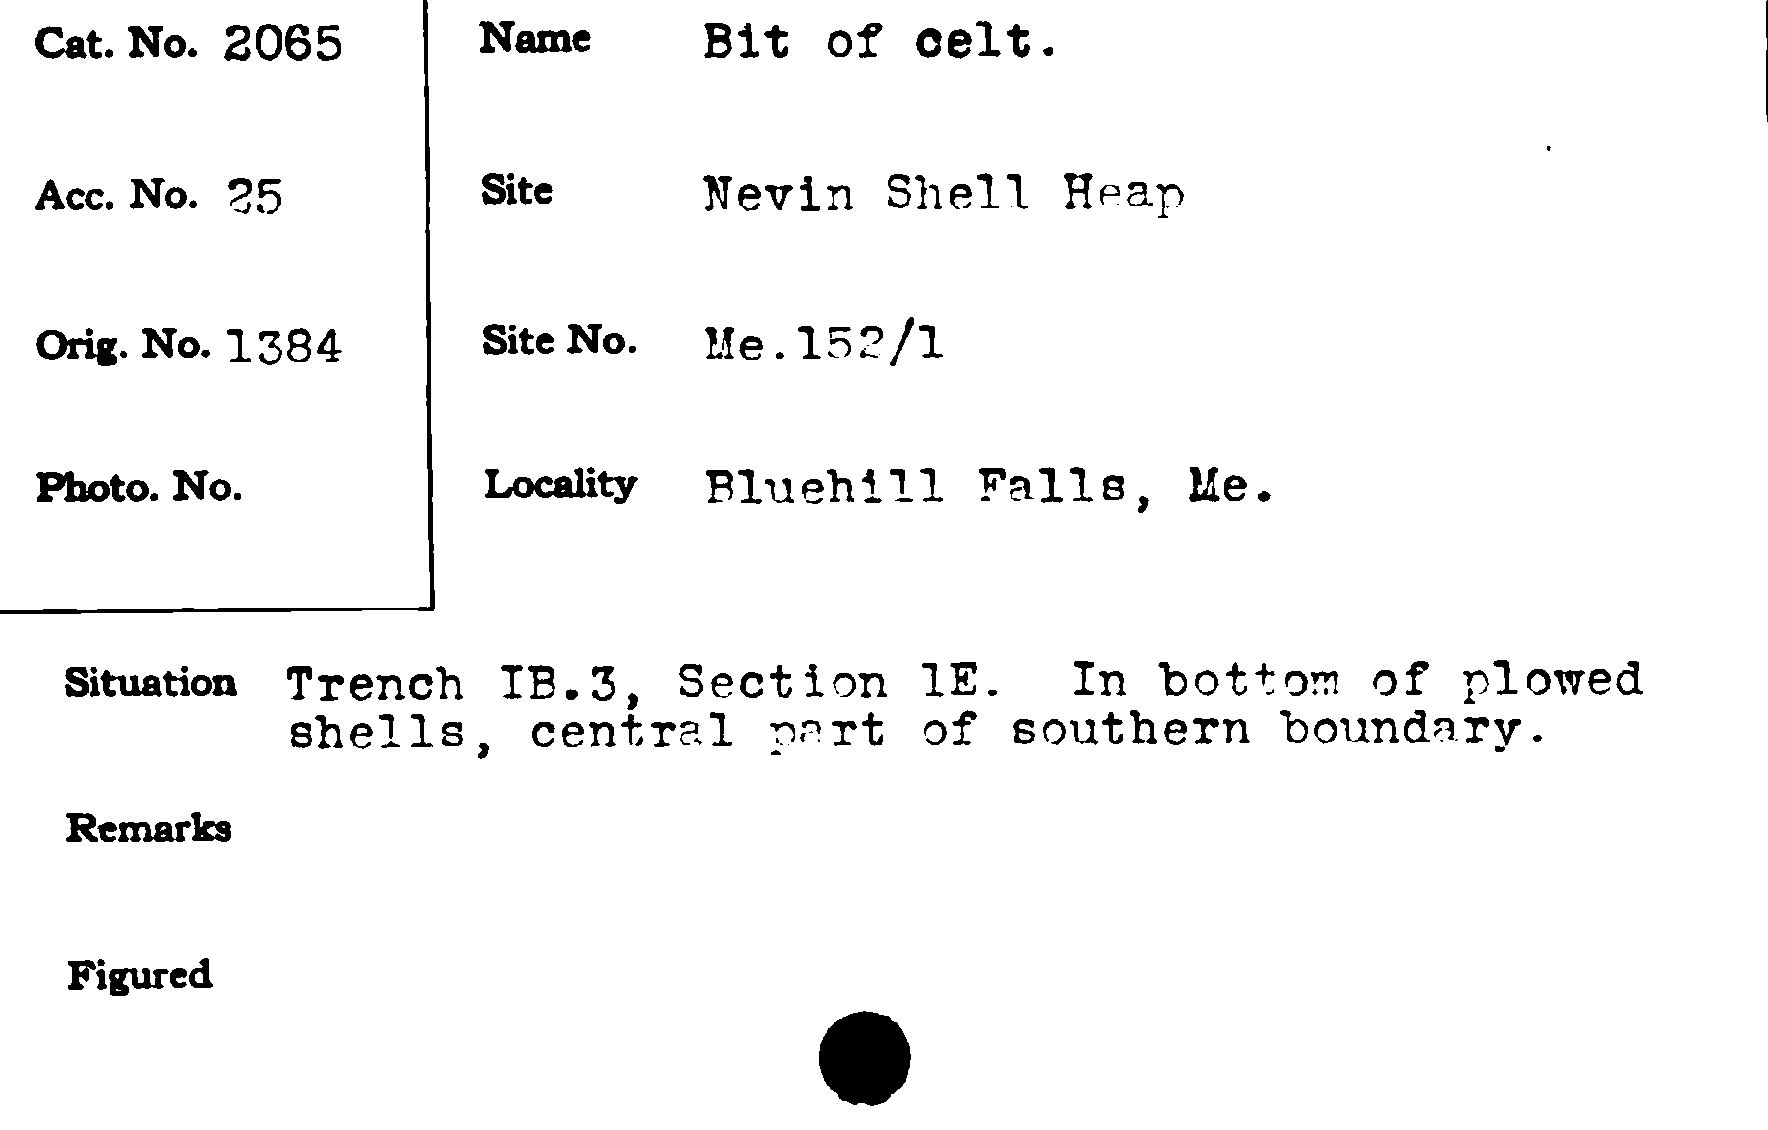 Cat. No. 2065
Name Bit of celt.
Acc. No. 25
Site Nevin Shell Heap
Orig. No. 1384
Site No. Me.152/1
Photo. No.
Locality Bluehill Falls, Me.
Situation Trench IB.3, Section 1E. In bottom of plowed
shells, central part of southern boundary.
Remarks
Figured